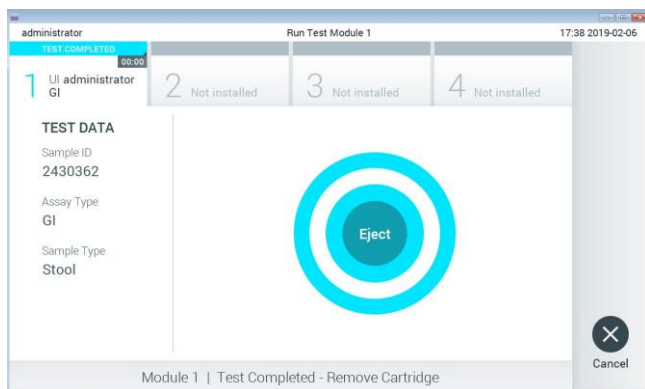 administrator Run Test Module 1 17:38 2019-02-06
TEST COMPLETED
00:00
1 UI administrator
GI
2 Not installed
3 Not installed
4 Not installed
TEST DATA
Sample ID
2430362
Assay Type
GI
Sample Type
Stool
Eject
Cancel
Module 1 | Test Completed - Remove Cartridge